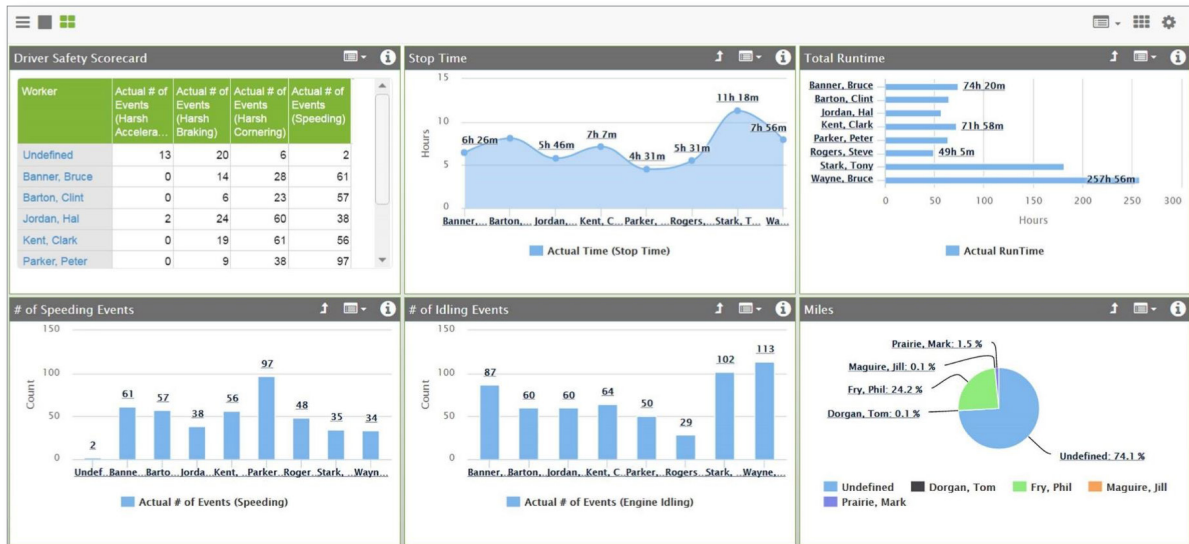 Driver Safety Scorecard
Worker
Actual # of Events (Harsh Accelera...
Actual # of Events (Harsh Braking)
Actual # of Events (Harsh Cornering)
Actual # of Events (Speeding)
Undefined 13 20 6 2
Banner, Bruce 0 14 28 61
Barton, Clint 0 6 23 57
Jordan, Hal 2 24 60 38
Kent, Clark 0 19 61 56
Parker, Peter 0 9 38 97
Stop Time
15
10
5
0
Hours
6h 26m
5h 46m
7h 7m
4h 31m
5h 31m
11h 18m
7h 56m
Banner,... Barton,... Jordan,... Kent, C... Parker, ... Rogers,... Stark, T... Wa...
Actual Time (Stop Time)
Total Runtime
Banner, Bruce 74h 20m
Barton, Clint
Jordan, Hal
Kent, Clark 71h 58m
Parker, Peter
Rogers, Steve 49h 5m
Stark, Tony
Wayne, Bruce 257h 56m
0 50 100 150 200 250 300
Hours
Actual RunTime
# of Speeding Events
150
100
50
0
Count
2 61 57 38 56 97 48 35 34
Undef... Banne... Barto... Jorda... Kent, ... Parker... Roger... Stark, ... Wayn...
Actual # of Events (Speeding)
# of Idling Events
150
100
50
0
Count
87 60 60 64 50 29 102 113
Banner,... Barton,... Jordan,... Kent, C... Parker,... Rogers... Stark, ... Wayne,...
Actual # of Events (Engine Idling)
Miles
Prairie, Mark: 1.5 %
Maguire, Jill: 0.1 %
Fry, Phil: 24.2 %
Dorgan, Tom: 0.1 %
Undefined: 74.1 %
Undefined Dorgan, Tom Fry, Phil Maguire, Jill
Prairie, Mark